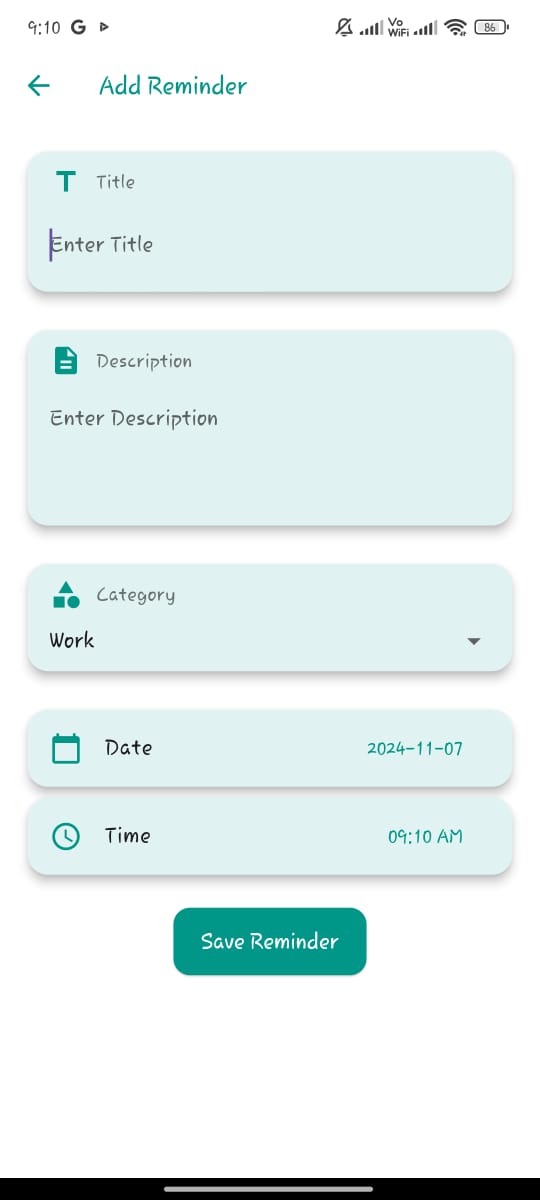 9:10 G
Vo
WiFi
86
Add Reminder
Title
Enter Title
Description
Enter Description
Category
Work
Date 2024-11-07
Time 09:10 AM
Save Reminder